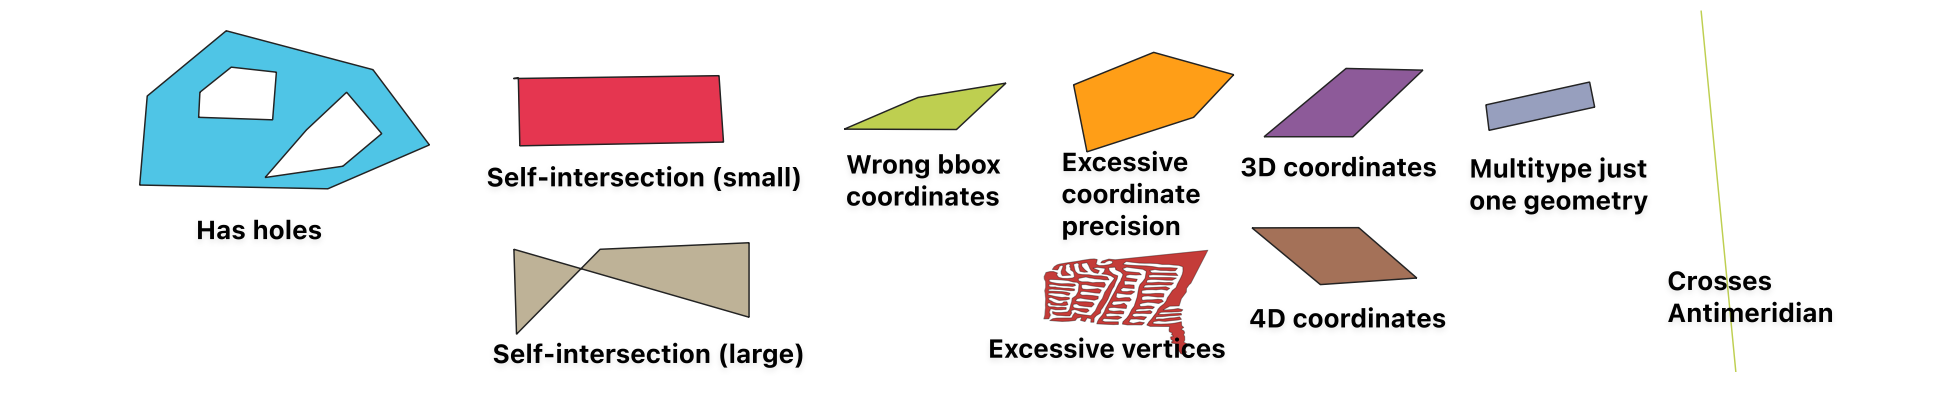 Has holes
Self-intersection (small)
Self-intersection (large)
Wrong bbox
coordinates
Excessive
coordinate
precision
Excessive vertices
3D coordinates
4D coordinates
Multitype just
one geometry
Crosses
Antimeridian